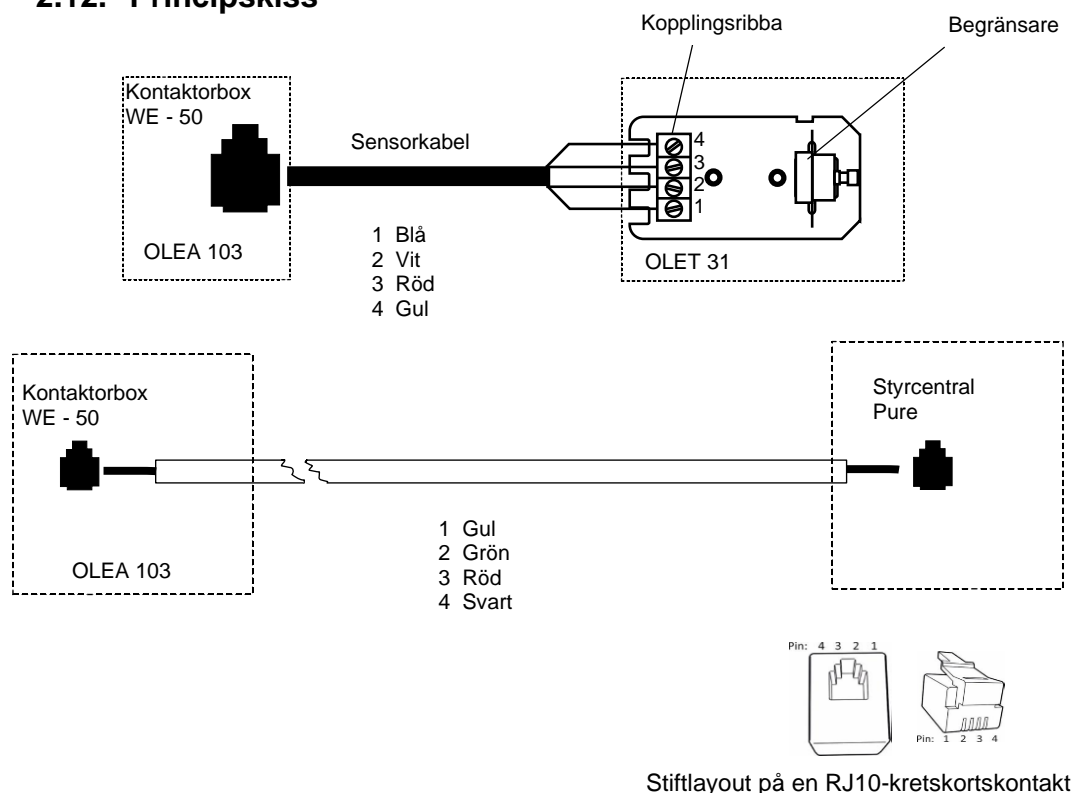 2.12. Principskiss
Kopplingsribba
Begränsare
Kontaktorbox
WE - 50
Sensorkabel
4
3
2
1
OLEA 103
1 Blå
2 Vit
3 Röd
4 Gul
OLET 31
Kontaktorbox
WE - 50
Styrcentral
Pure
1 Gul
2 Grön
3 Röd
4 Svart
OLEA 103
Pin: 4 3 2 1
Pin: 1 2 3 4
Stiftlayout på en RJ10-kretskortskontakt